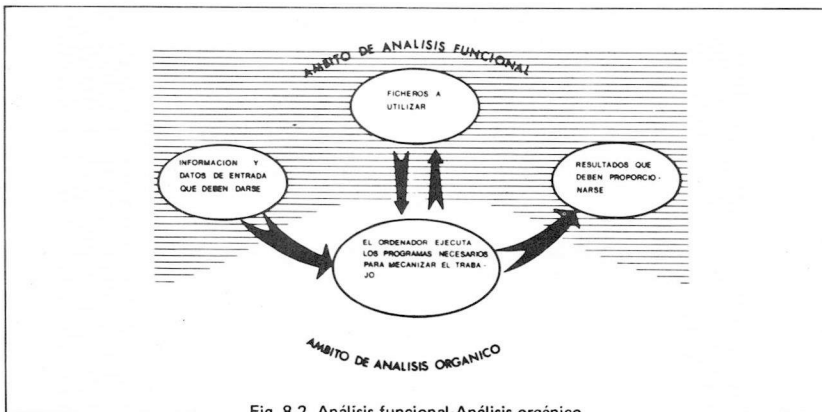 AMBITO DE ANALISIS FUNCIONAL
FICHEROS A
UTILIZAR
INFORMACION Y
DATOS DE ENTRADA
QUE DEBEN DARSE
RESULTADOS QUE
DEBEN PROPORCIO-
NARSE
EL ORDENADOR EJECUTA
LOS PROGRAMAS NECESARIOS
PARA MECANIZAR EL TRABA-
JO
AMBITO DE ANALISIS ORGANICO
Fig. 8.2. Análisis funcional-Análisis orgánico